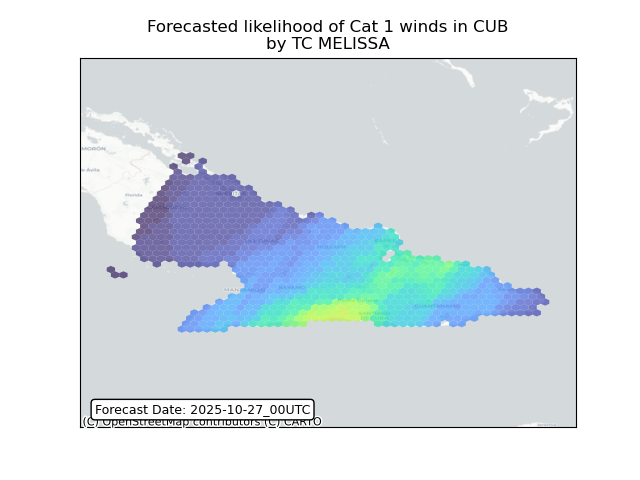 Forecasted likelihood of Cat 1 winds in CUB
by TC MELISSA
Florida
Forecast Date: 2025-10-27_00UTC
(C) OpenStreetMap contributors (C) CARTO